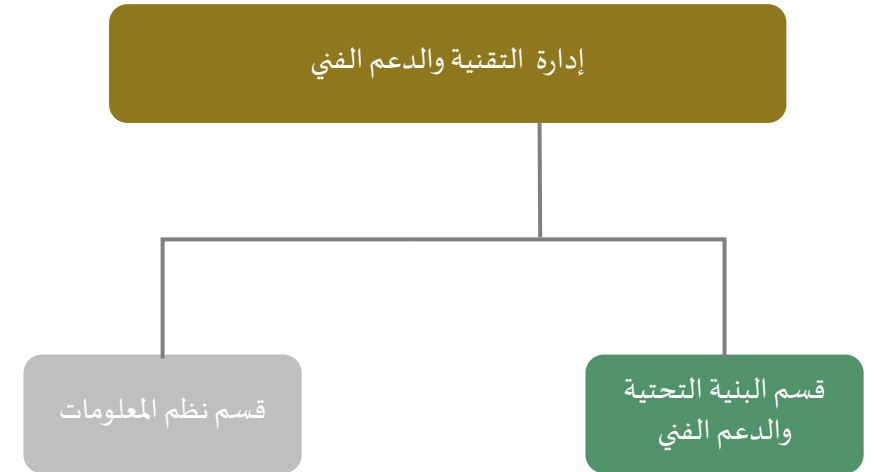 إدارة التقنية والدعم الفني
قسم البنية التحتية
والدعم الفني
قسم نظم المعلومات